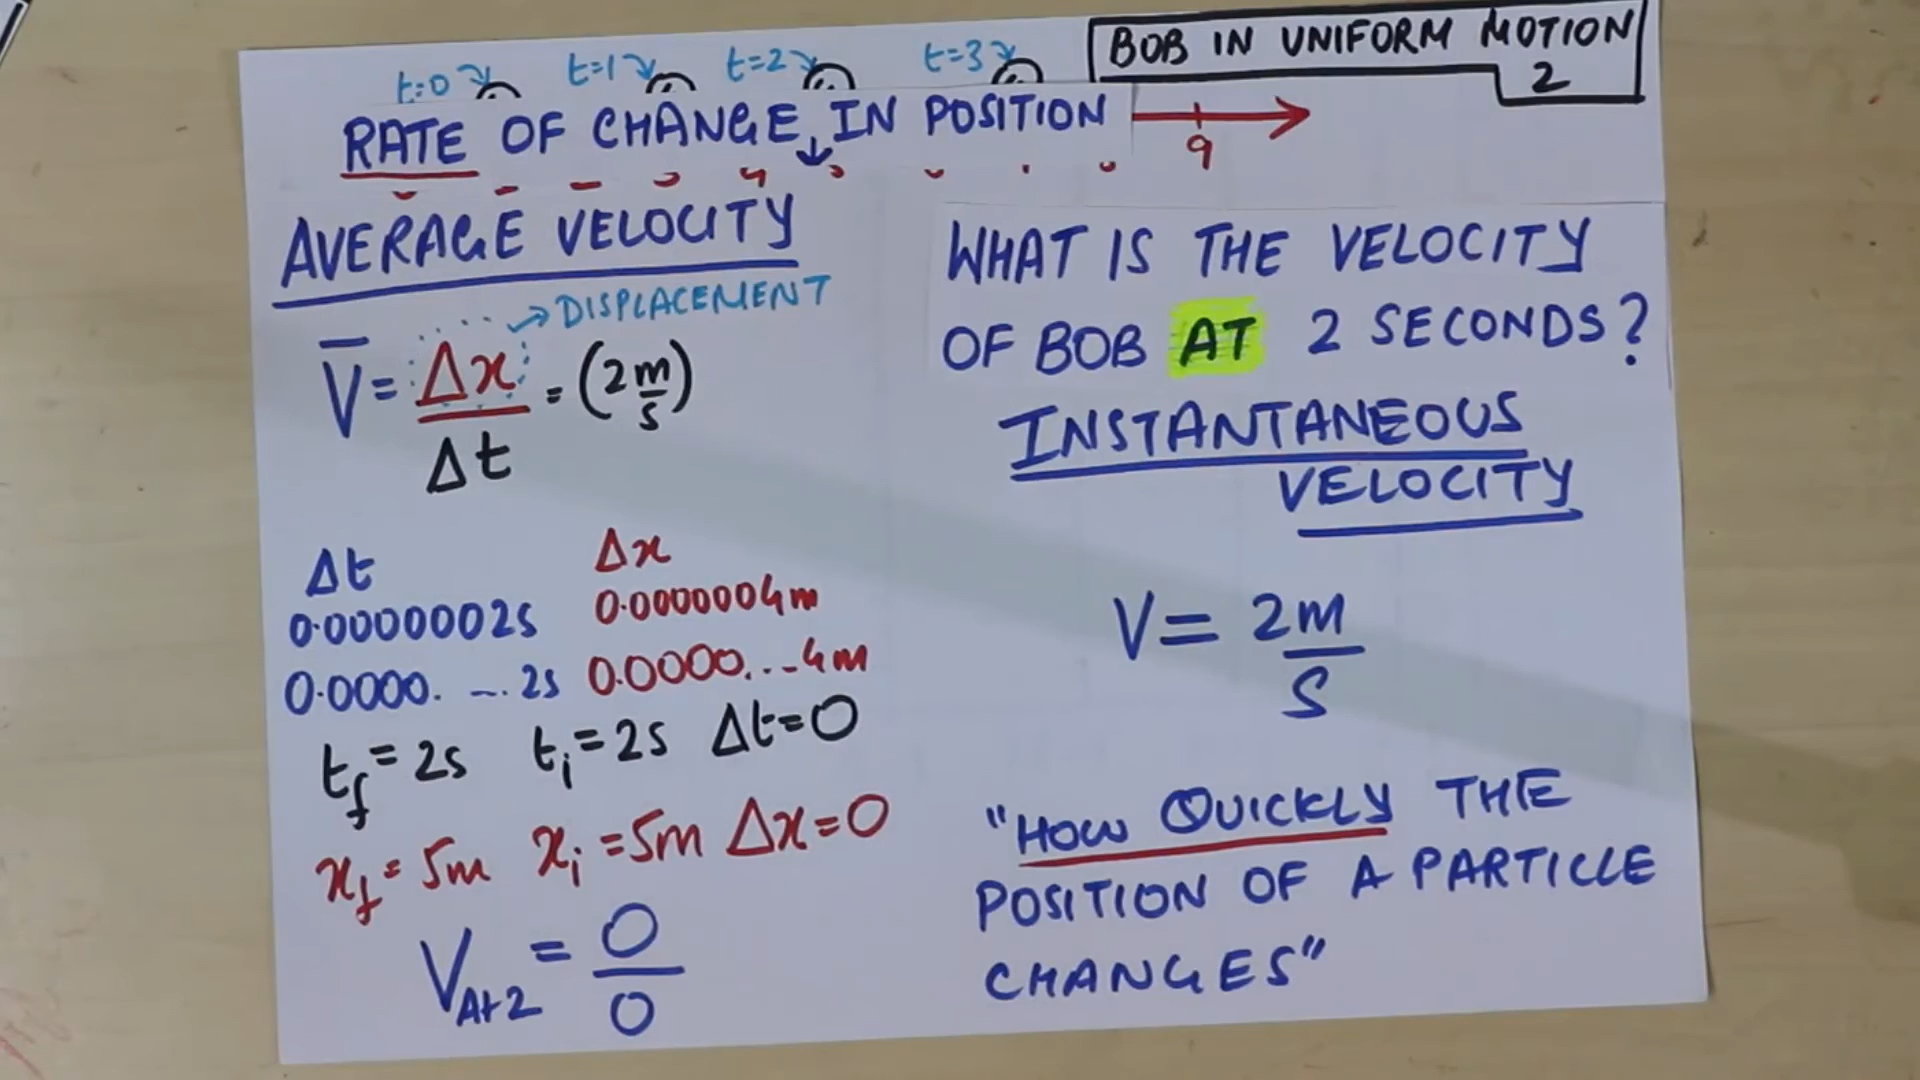 BOB IN UNIFORM MOTION
2
t=0 t=1 t=2 t=3
RATE OF CHANGE IN POSITION
9
AVERAGE VELOCITY
DISPLACEMENT
V̅ = Δx/Δt = (2m/s)
Δt Δx
0.00000002s 0.0000004m
0.0000. ... 2s 0.0000...4m
tf = 2s ti = 2s Δt=0
xf = 5m xi = 5m Δx=0
VAt2 = 0/0
WHAT IS THE VELOCITY
OF BOB AT 2 SECONDS?
INSTANTANEOUS
VELOCITY
V = 2m/S
"HOW QUICKLY THE
POSITION OF A PARTICLE
CHANGES"